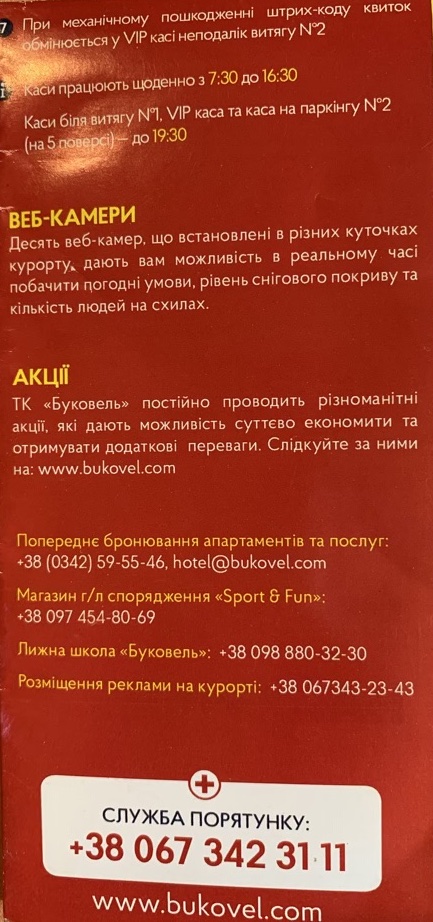 7 При механічному пошкодженні штрих-коду квиток
обмінюється у VIP касі неподалік витягу №2
i Каси працюють щоденно з 7:30 до 16:30
Каси біля витягу №1, VIP каса та каса на паркінгу №2
(на 5 поверсі) – до 19:30
ВЕБ-КАМЕРИ
Десять веб-камер, що встановлені в різних куточках
курорту, дають вам можливість в реальному часі
побачити погодні умови, рівень снігового покриву та
кількість людей на схилах.
АКЦІЇ
ТК «Буковель» постійно проводить різноманітні
акції, які дають можливість суттєво економити та
отримувати додаткові переваги. Слідкуйте за ними
на: www.bukovel.com
Попереднє бронювання апартаментів та послуг:
+38 (0342) 59-55-46, hotel@bukovel.com
Магазин г/л спорядження «Sport & Fun»:
+38 097 454-80-69
Лижна школа «Буковель»: +38 098 880-32-30
Розміщення реклами на курорті: +38 067343-23-43
СЛУЖБА ПОРЯТУНКУ:
+38 067 342 31 11
www.bukovel.com